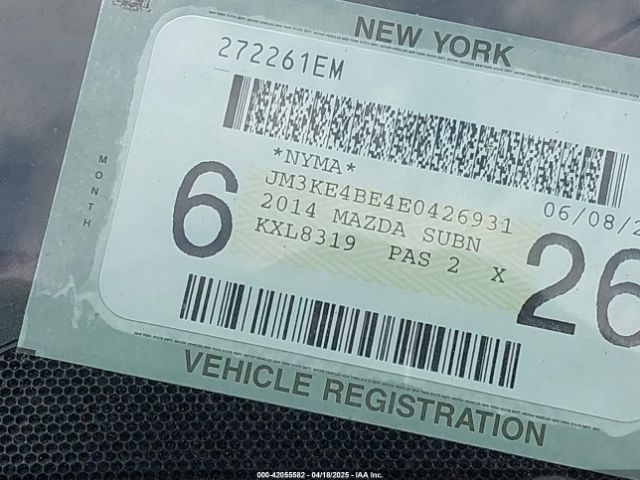 NEW YORK
272261EM
*NYMA*
JM3KE4BE4E0426931
06/08/2
2014 MAZDA SUBN
KXL8319 PAS 2 X
MONTH
6
26
VEHICLE REGISTRATION
000-42055582 - 04/18/2025 - IAA Inc.